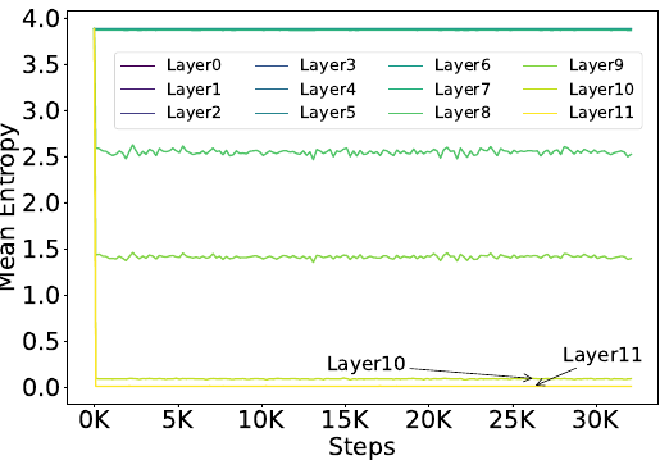 4.0
3.5
3.0
2.5
2.0
1.5
1.0
0.5
0.0
Mean Entropy
Layer0 Layer3 Layer6 Layer9
Layer1 Layer4 Layer7 Layer10
Layer2 Layer5 Layer8 Layer11
Layer10
Layer11
0K 5K 10K 15K 20K 25K 30K
Steps